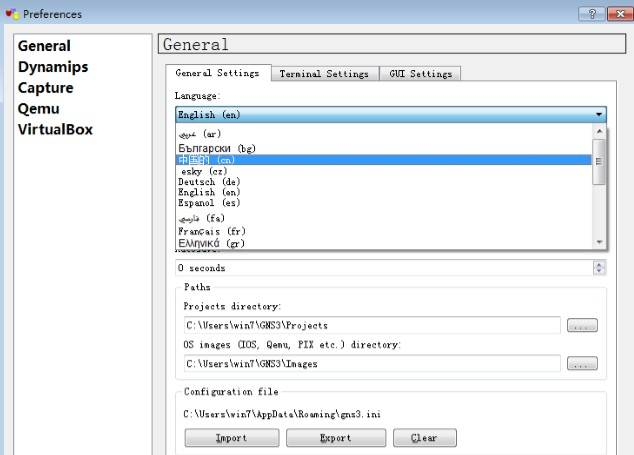 Preferences
General
Dynamips
Capture
Qemu
VirtualBox
General
General Settings
Terminal Settings
GUI Settings
Language:
English (en)
عربي (ar)
Български (bg)
中国的 (cn)
esky (cz)
Deutsch (de)
English (en)
Espanol (es)
فارسی (fa)
Français (fr)
Ελληνικά (gr)
0 seconds
Paths
Projects directory:
C:\Users\win7\GNS3\Projects
...
OS images (IOS, Qemu, PIX etc.) directory:
C:\Users\win7\GNS3\Images
...
Configuration file
C:\Users\win7\AppData\Roaming\gns3.ini
Import
Export
Clear